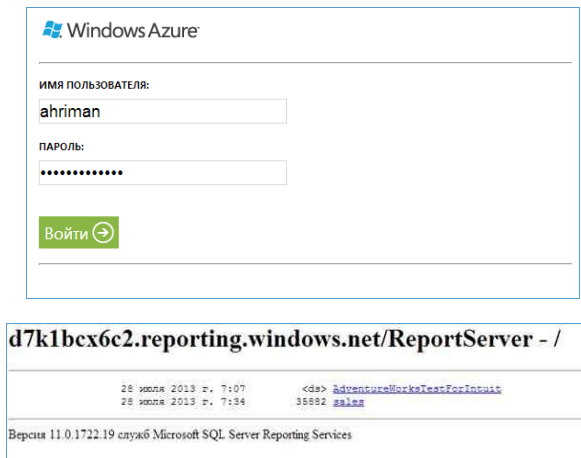 Windows Azure
ИМЯ ПОЛЬЗОВАТЕЛЯ:
ahriman
ПАРОЛЬ:
•••••••••••••
Войти
d7k1bcx6c2.reporting.windows.net/ReportServer - /
28 июля 2013 г. 7:07 <ds> AdventureWorksTestForIntuit
28 июля 2013 г. 7:34 35882 sales
Версия 11.0.1722.19 служб Microsoft SQL Server Reporting Services